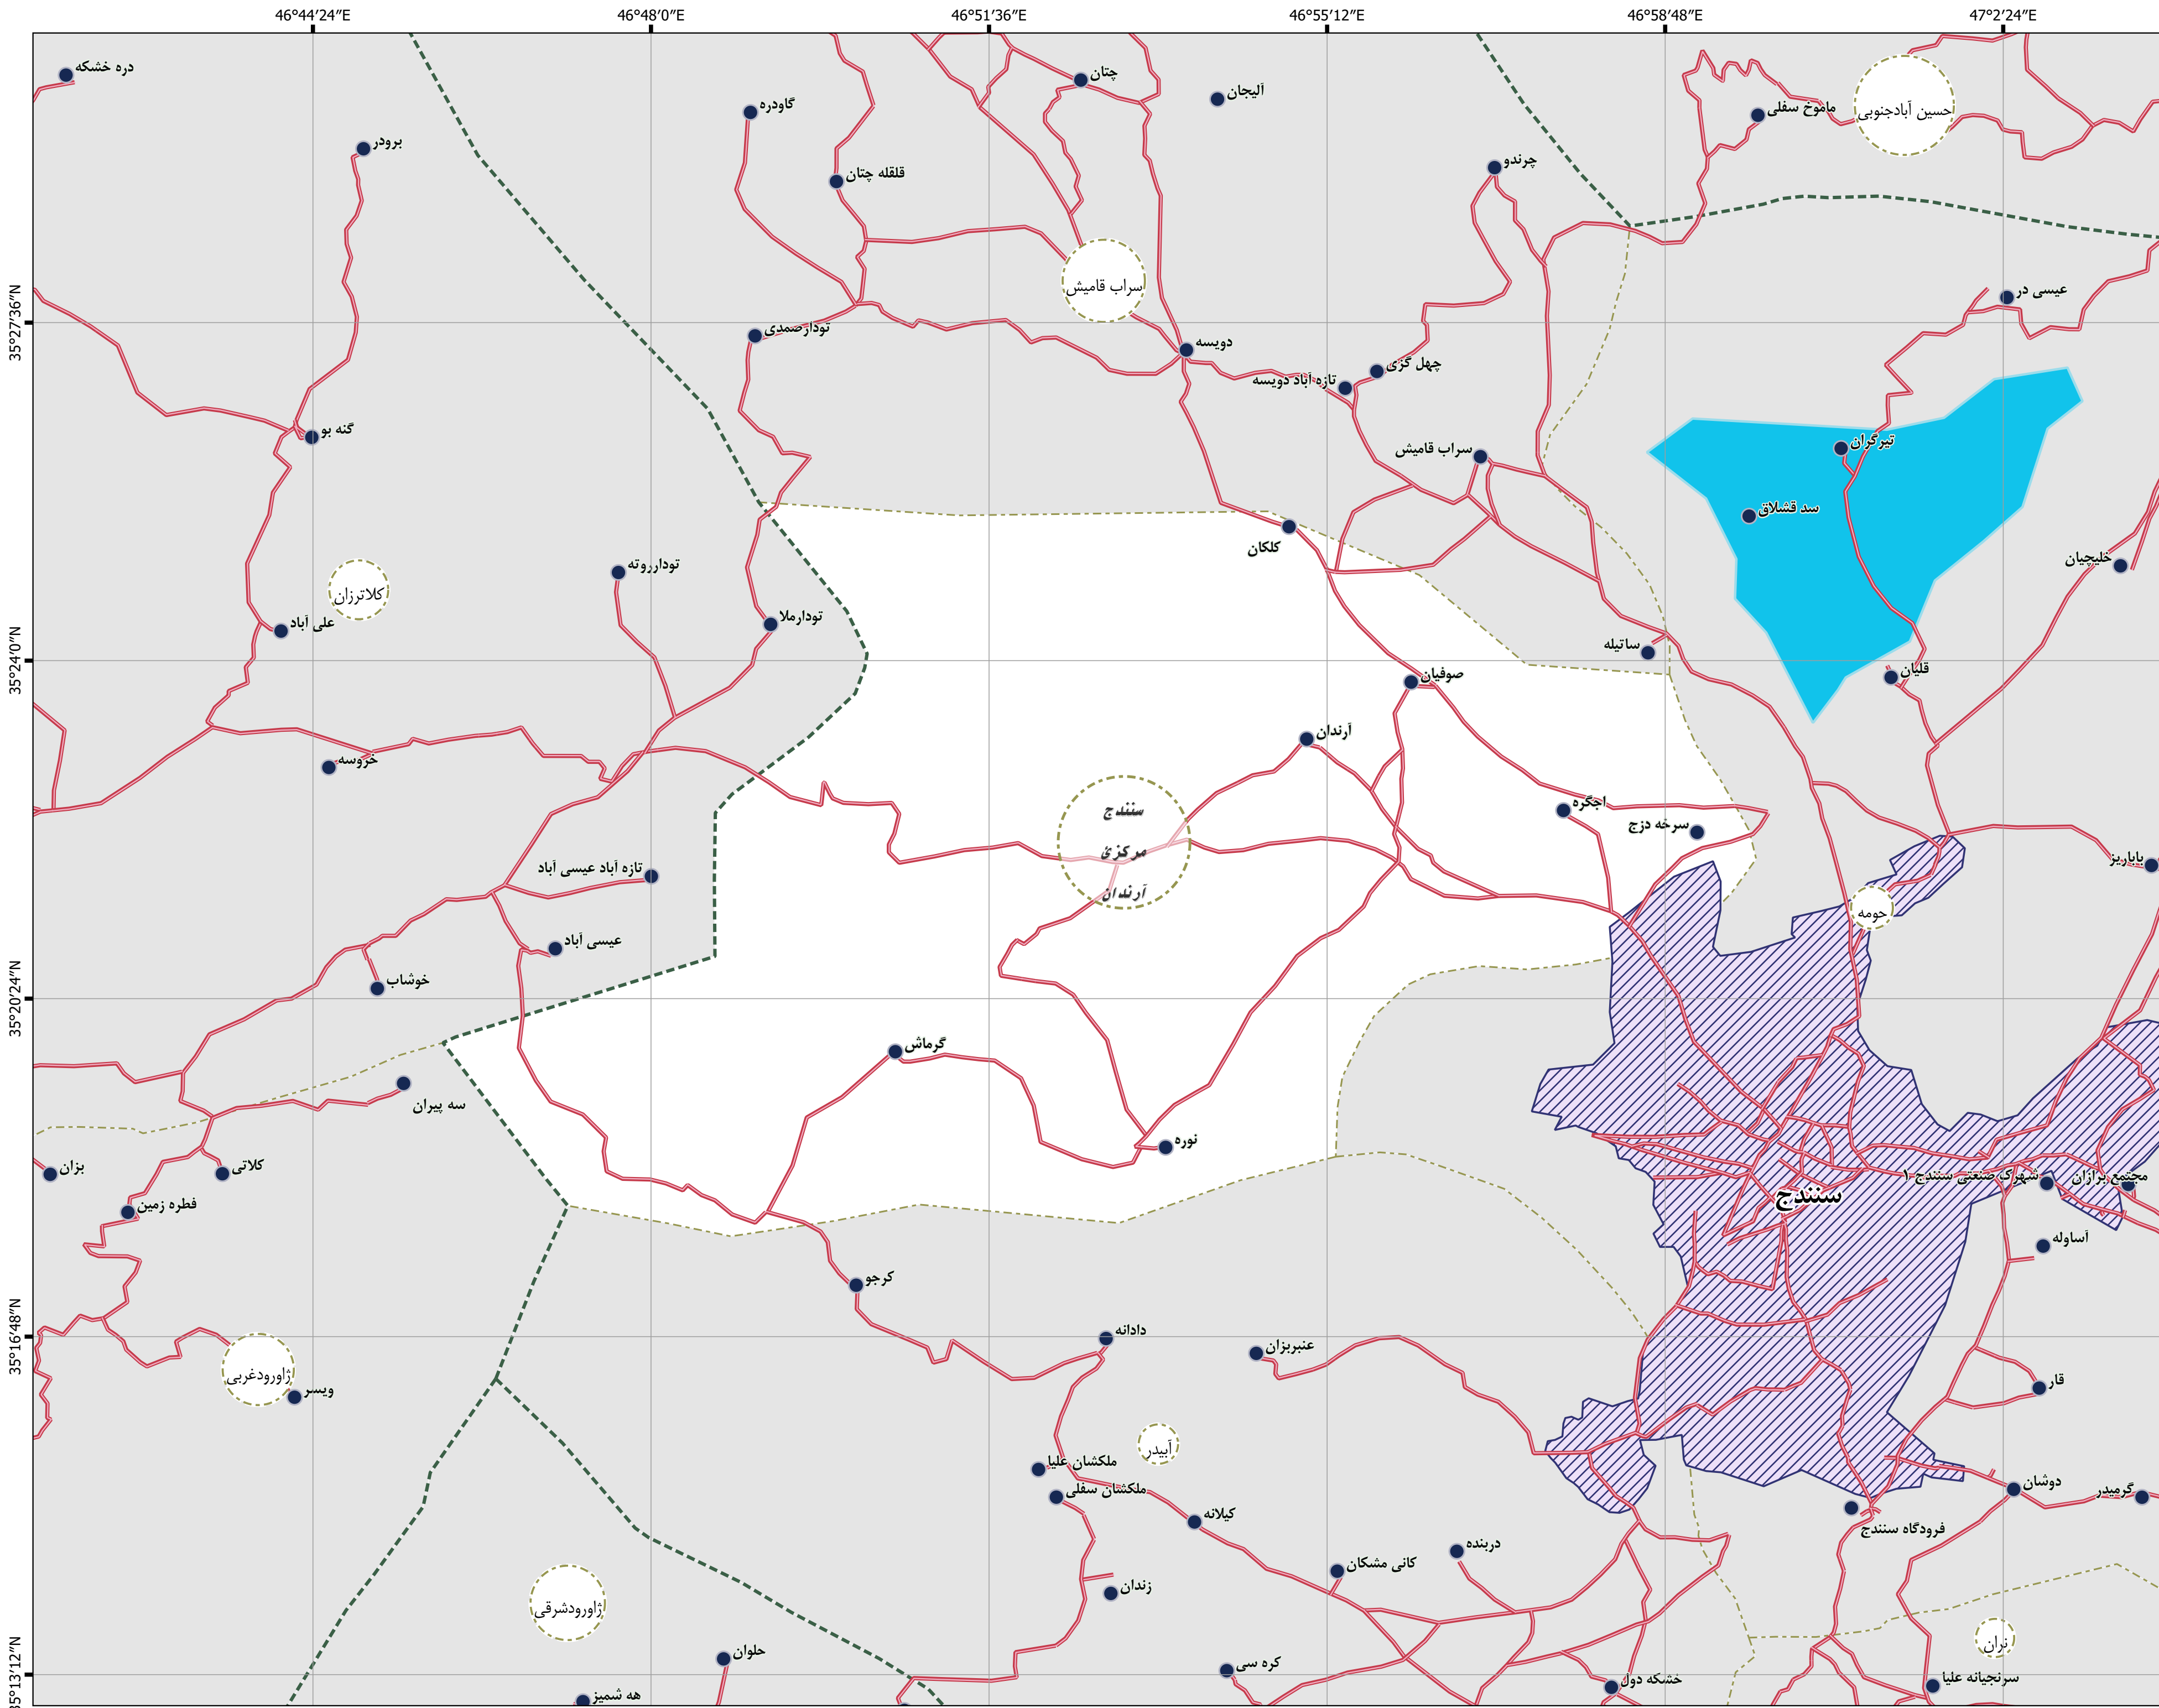 46°44'24"E
46°48'0"E
46°51'36"E
46°55'12"E
46°58'48"E
47°2'24"E
دره خشکه
چتان
آلیجان
گاودره
ماموخ سفلی
حسین آبادجنوبی
برودر
قلقله چتان
چرندو
سراب قامیش
عیسی در
35°27'36"N
تودارصمدی
دویسه
چهل گزی
تازه آباد دویسه
گنه بو
سراب قامیش
تیرگران
سد قشلاق
کلکان
خلیچیان
تودارروته
کلاترزان
علی آباد
تودارملا
ساتیله
35°24'0"N
صوفیان
قلیان
آرندان
خروسه
اجگره
سرخه دزج
سنندج
مرکزئ
آرندان
تازه آباد عیسی آباد
باباریز
حومه
عیسی آباد
خوشاب
35°20'24"N
گرماش
سه پیران
نوره
بزان
کلاتی
شهرک صنعتی سنندج ۱
مجتمع بزازان
سنندج
فطره زمین
آساوله
کرجو
35°16'48"N
دادانه
عنبربزان
ژاورودغربی
ویسر
قار
آبیدر
ملکشان علیا
ملکشان سفلی
دوشان
گرمیدر
کیلانه
فرودگاه سنندج
دربنده
کانی مشکان
زندان
ژاورودشرقی
نران
حلوان
کره سی
35°13'12"N
خشکه دول
سرنجیانه علیا
هه شمیز